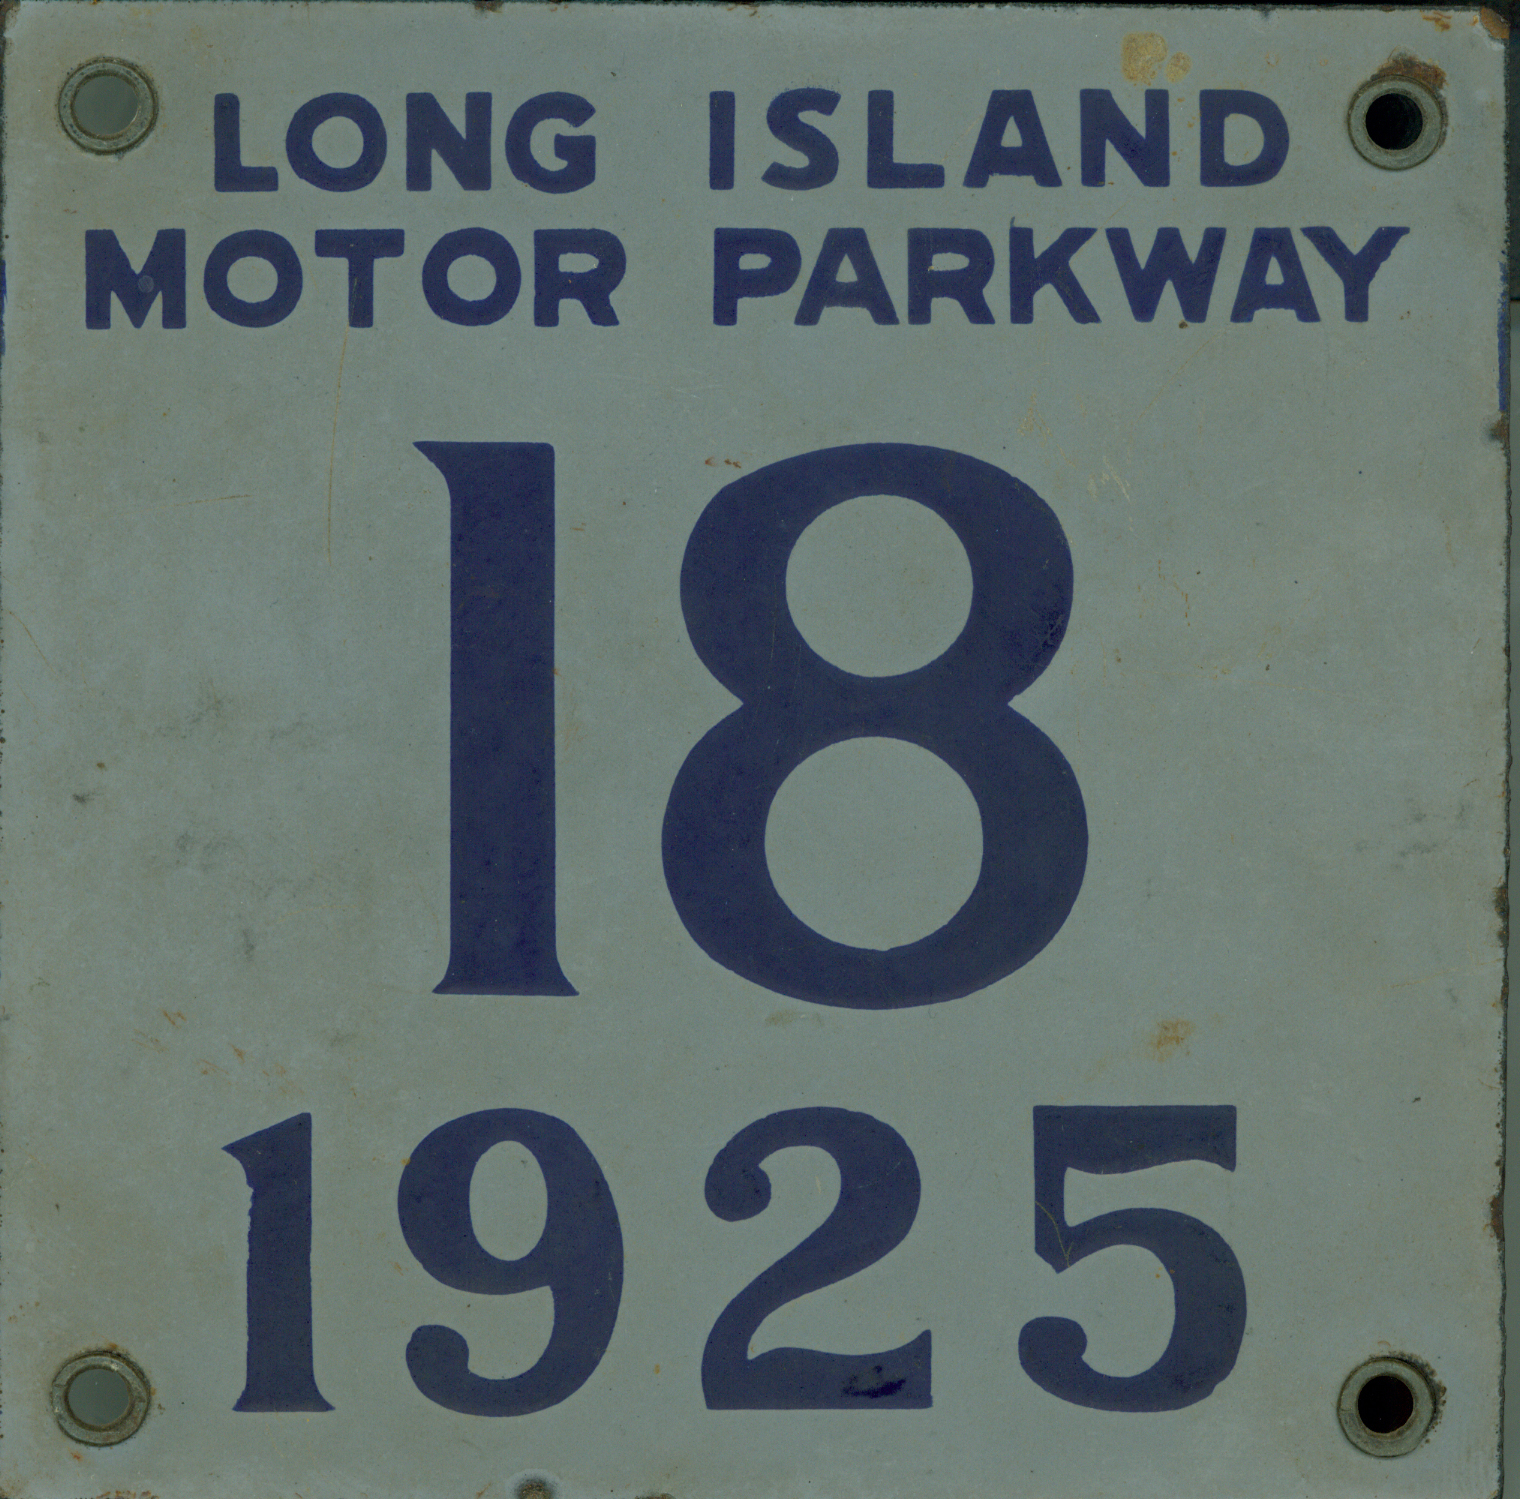 LONG ISLAND
MOTOR PARKWAY
18
1925